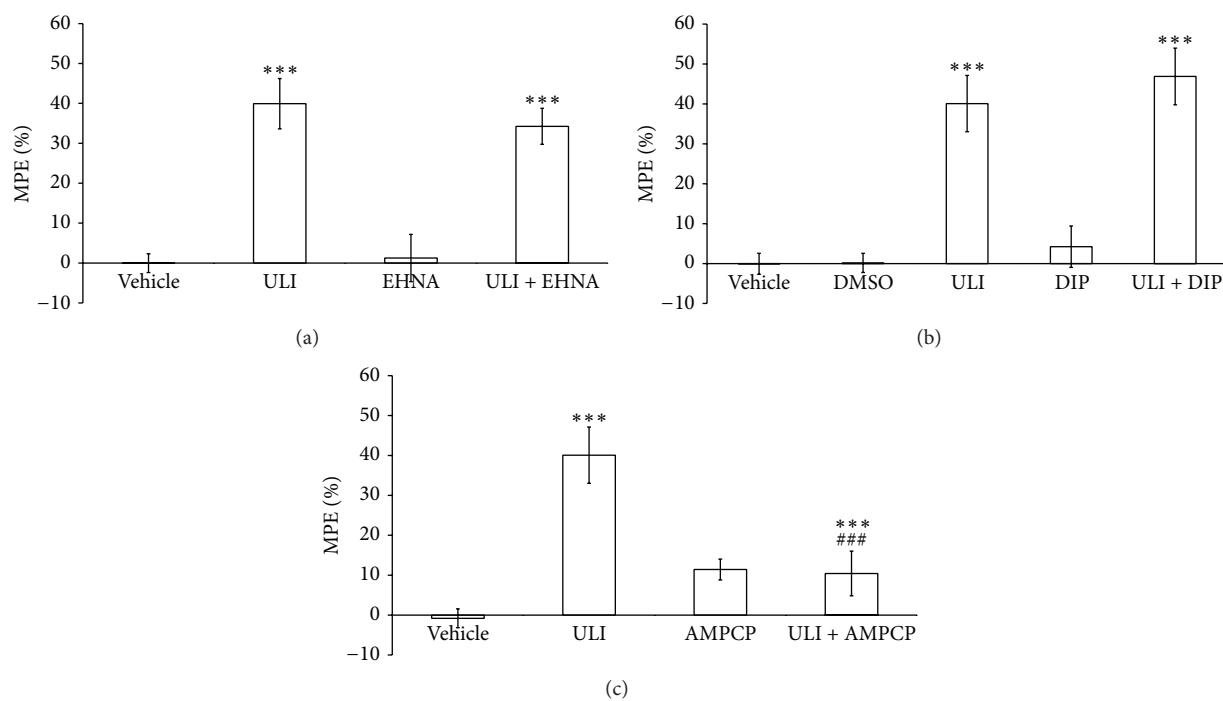 60
50
40
30
20
10
0
−10
MPE (%)
***
***
Vehicle
ULI
EHNA
ULI + EHNA
(a)
60
50
40
30
20
10
0
−10
MPE (%)
***
***
Vehicle
DMSO
ULI
DIP
ULI + DIP
(b)
60
50
40
30
20
10
0
−10
MPE (%)
***
***
###
Vehicle
ULI
AMPCP
ULI + AMPCP
(c)